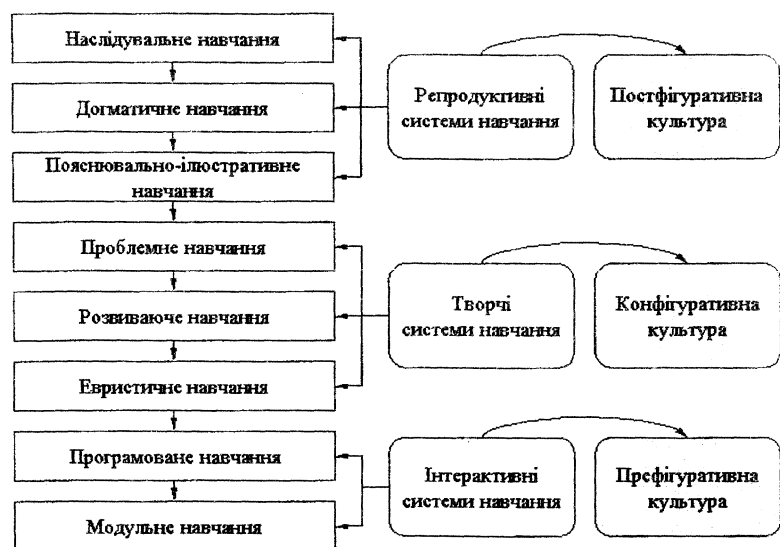 Наслідувальне навчання
Догматичне навчання
Пояснювально-ілюстративне
навчання
Проблемне навчання
Розвиваюче навчання
Евристичне навчання
Програмоване навчання
Модульне навчання
Репродуктивні
системи навчання
Постфігуративна
культура
Творчі
системи навчання
Конфігуративна
культура
Інтерактивні
системи навчання
Префігуративна
культура